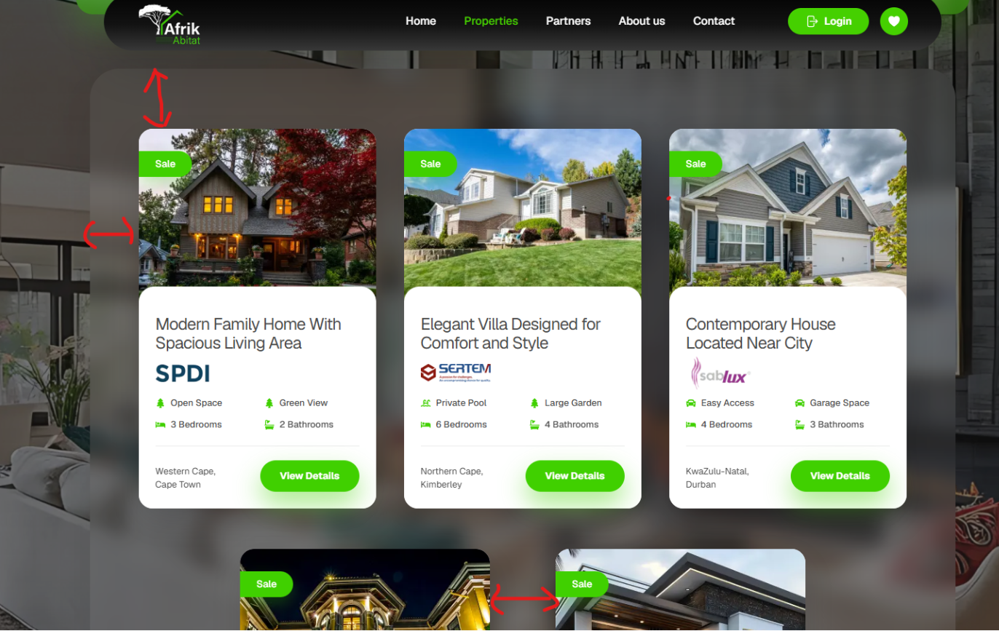 Afrik
Abitat
Home
Properties
Partners
About us
Contact
Login
Sale
Sale
Sale
Modern Family Home With
Spacious Living Area
SPDI
Open Space
Green View
3 Bedrooms
2 Bathrooms
Western Cape,
Cape Town
View Details
Elegant Villa Designed for
Comfort and Style
SERTEM
Private Pool
Large Garden
6 Bedrooms
4 Bathrooms
Northern Cape,
Kimberley
View Details
Contemporary House
Located Near City
sablux
Easy Access
Garage Space
4 Bedrooms
3 Bathrooms
KwaZulu-Natal,
Durban
View Details
Sale
Sale